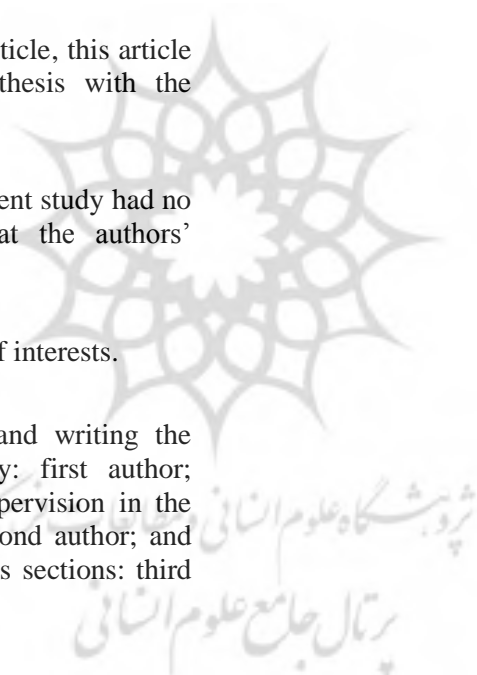 ticle, this article
thesis with the
ent study had no
at the authors’
f interests.
and writing the
y: first author;
pervision in the
ond author; and
s sections: third
پژوهشگاه علوم انسانی و مطالعات
پرتال جامع علوم انسانی